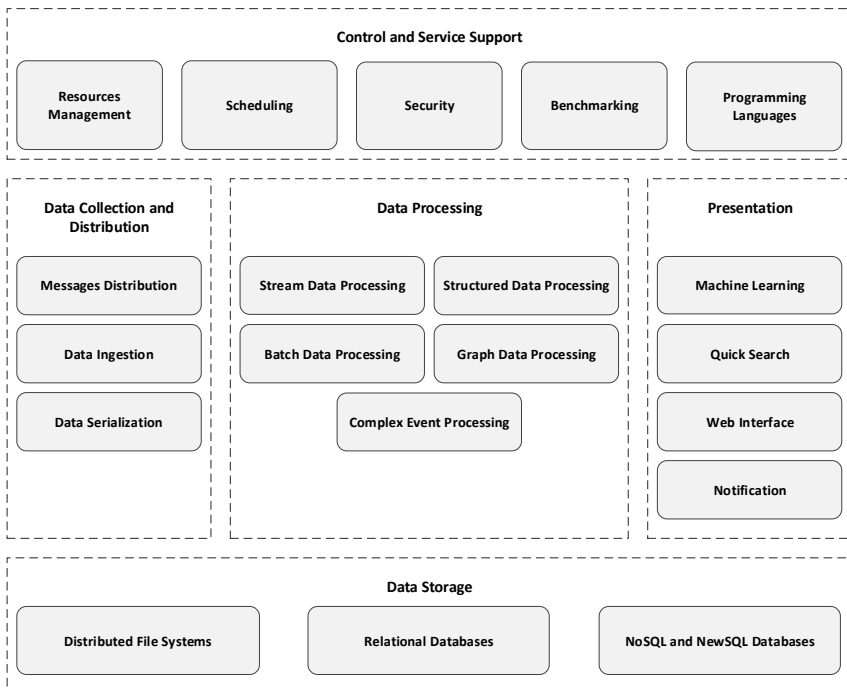 Control and Service Support
Resources
Management
Scheduling
Security
Benchmarking
Programming
Languages
Data Collection and
Distribution
Messages Distribution
Data Ingestion
Data Serialization
Data Processing
Stream Data Processing
Structured Data Processing
Batch Data Processing
Graph Data Processing
Complex Event Processing
Presentation
Machine Learning
Quick Search
Web Interface
Notification
Data Storage
Distributed File Systems
Relational Databases
NoSQL and NewSQL Databases